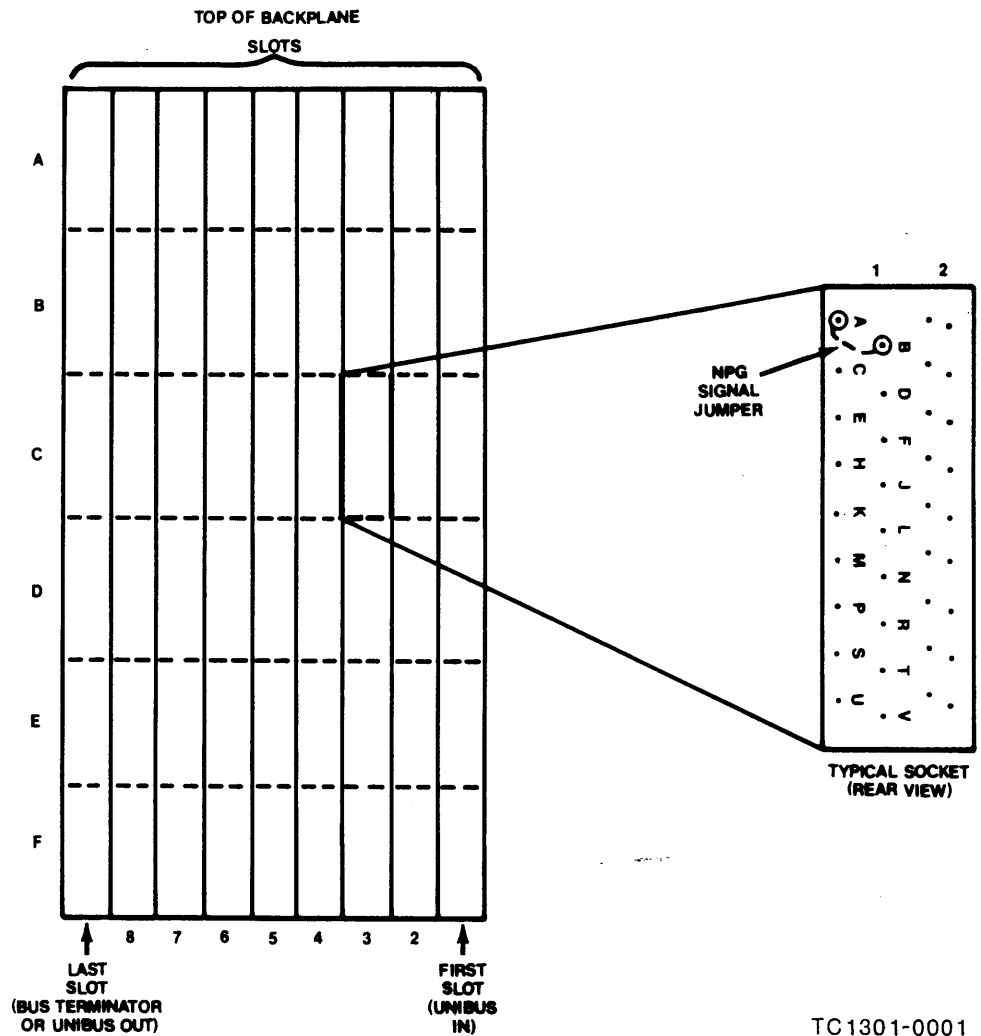 TOP OF BACKPLANE
SLOTS
A
B
C
D
E
F
8 7 6 5 4 3 2
LAST
SLOT
(BUS TERMINATOR
OR UNIBUS OUT)
FIRST
SLOT
(UNIBUS
IN)
1 2
A
B
C
D
E
F
H
J
K
L
M
N
P
R
S
T
U
V
NPG
SIGNAL
JUMPER
TYPICAL SOCKET
(REAR VIEW)
TC1301-0001